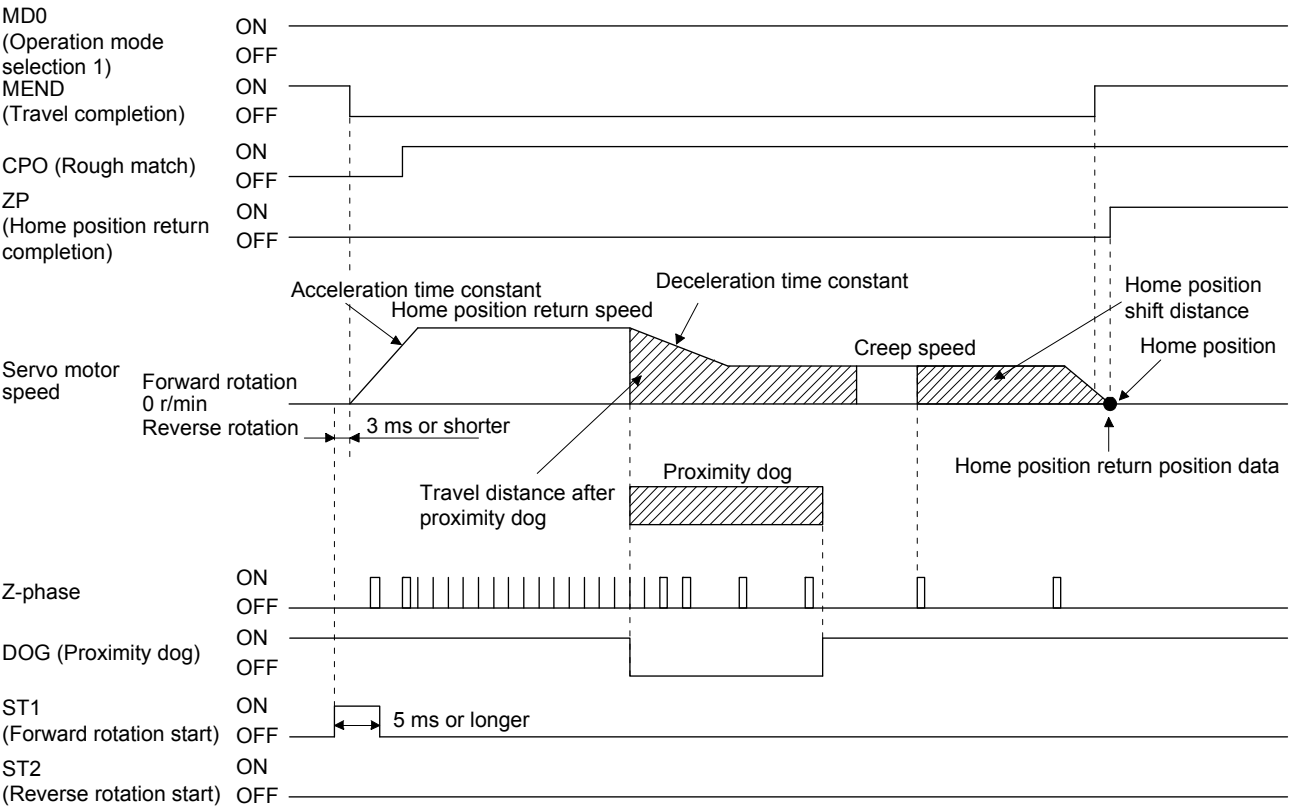 MD0
(Operation mode
selection 1)
ON
OFF
MEND
(Travel completion)
ON
OFF
CPO (Rough match)
ON
OFF
ZP
(Home position return
completion)
ON
OFF
Acceleration time constant
Home position return speed
Deceleration time constant
Home position
shift distance
Creep speed
Home position
Servo motor
speed
Forward rotation
0 r/min
Reverse rotation
3 ms or shorter
Home position return position data
Travel distance after
proximity dog
Proximity dog
Z-phase
ON
OFF
DOG (Proximity dog)
ON
OFF
ST1
(Forward rotation start)
ON
OFF
5 ms or longer
ST2
(Reverse rotation start)
ON
OFF